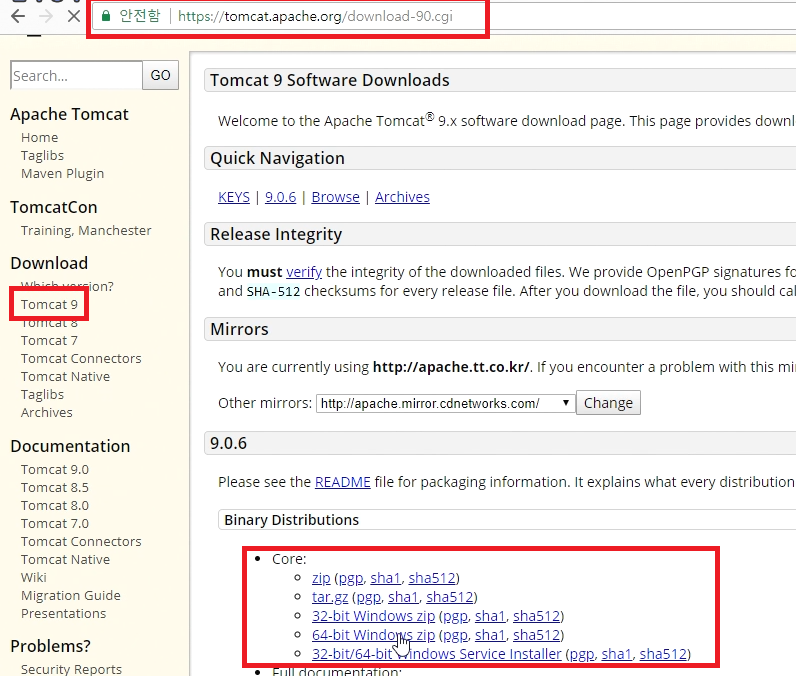 안전함 | https://tomcat.apache.org/download-90.cgi
Search... GO
Apache Tomcat
Home
Taglibs
Maven Plugin
TomcatCon
Training, Manchester
Download
Which version?
Tomcat 9
Tomcat 8
Tomcat 7
Tomcat Connectors
Tomcat Native
Taglibs
Archives
Documentation
Tomcat 9.0
Tomcat 8.5
Tomcat 8.0
Tomcat 7.0
Tomcat Connectors
Tomcat Native
Wiki
Migration Guide
Presentations
Problems?
Security Reports
Tomcat 9 Software Downloads
Welcome to the Apache Tomcat® 9.x software download page. This page provides downl
Quick Navigation
KEYS | 9.0.6 | Browse | Archives
Release Integrity
You must verify the integrity of the downloaded files. We provide OpenPGP signatures fo
and SHA-512 checksums for every release file. After you download the file, you should cal
Mirrors
You are currently using http://apache.tt.co.kr/. If you encounter a problem with this mi
Other mirrors: http://apache.mirror.cdnetworks.com/ Change
9.0.6
Please see the README file for packaging information. It explains what every distribution
Binary Distributions
Core:
zip (pgp, sha1, sha512)
tar.gz (pgp, sha1, sha512)
32-bit Windows zip (pgp, sha1, sha512)
64-bit Windows zip (pgp, sha1, sha512)
32-bit/64-bit Windows Service Installer (pgp, sha1, sha512)
Full documentation: